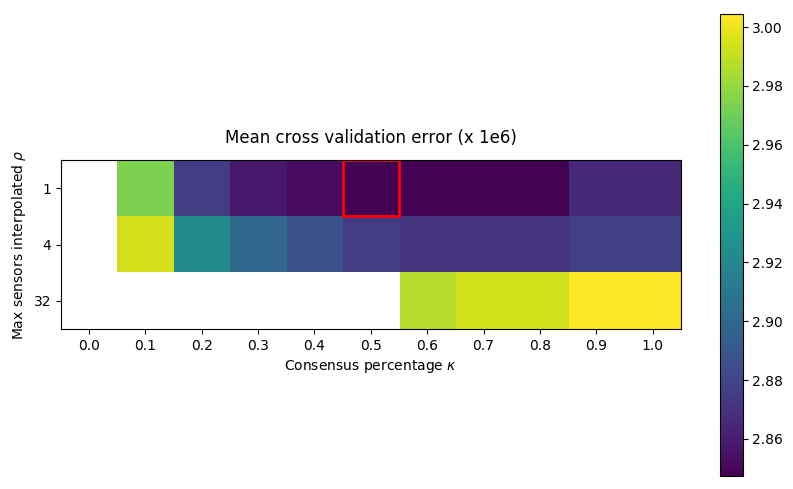 Mean cross validation error (x 1e6)
Max sensors interpolated ρ
1
4
32
0.0 0.1 0.2 0.3 0.4 0.5 0.6 0.7 0.8 0.9 1.0
Consensus percentage κ
3.00
2.98
2.96
2.94
2.92
2.90
2.88
2.86